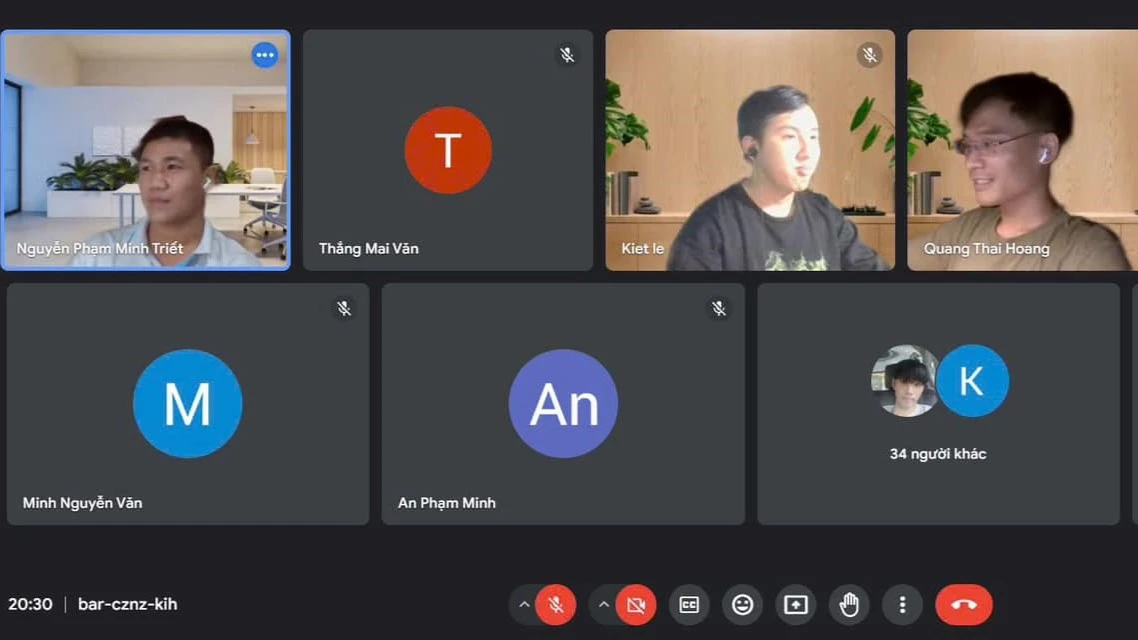 Nguyễn Phạm Minh Triết
T
Thắng Mai Văn
Kiet le
Quang Thai Hoang
M
Minh Nguyễn Văn
An
An Phạm Minh
K
34 người khác
20:30 | bar-cznz-kih
CC